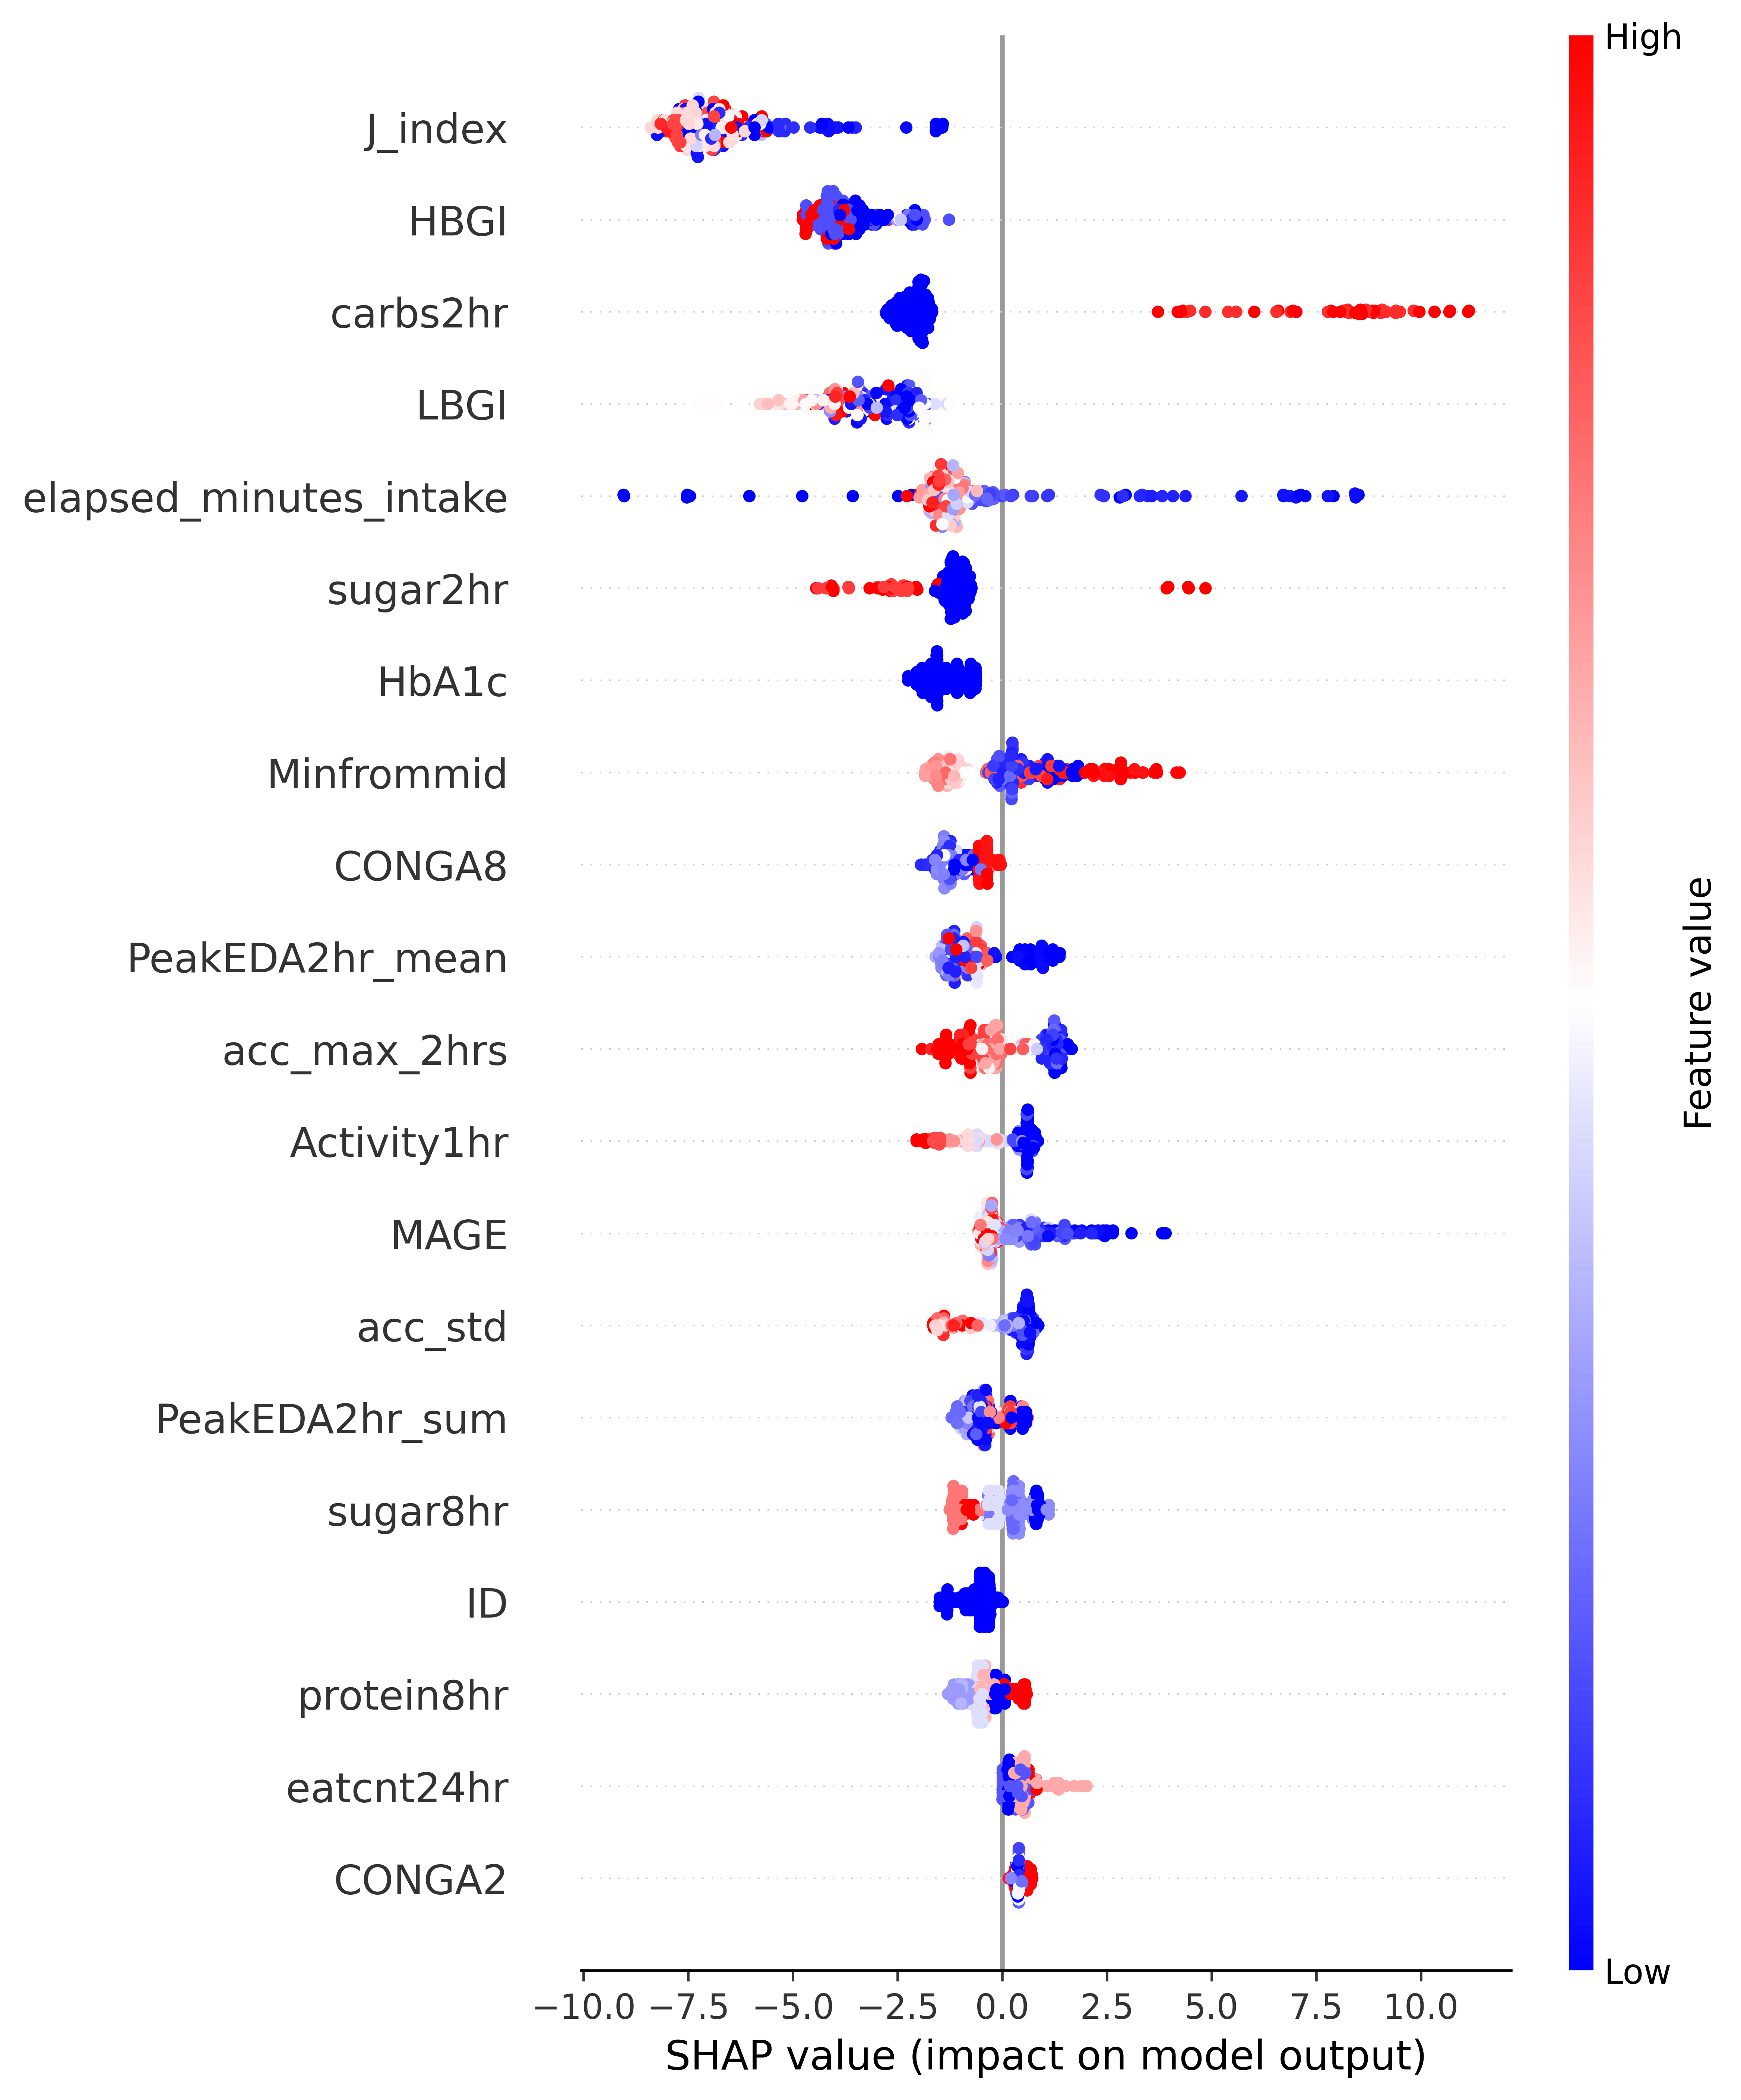 High
J_index
HBGI
carbs2hr
LBGI
elapsed_minutes_intake
sugar2hr
HbA1c
Minfrommid
CONGA8
PeakEDA2hr_mean
acc_max_2hrs
Activity1hr
MAGE
acc_std
PeakEDA2hr_sum
sugar8hr
ID
protein8hr
eatcnt24hr
CONGA2
Feature value
Low
−10.0 −7.5 −5.0 −2.5 0.0 2.5 5.0 7.5 10.0
SHAP value (impact on model output)